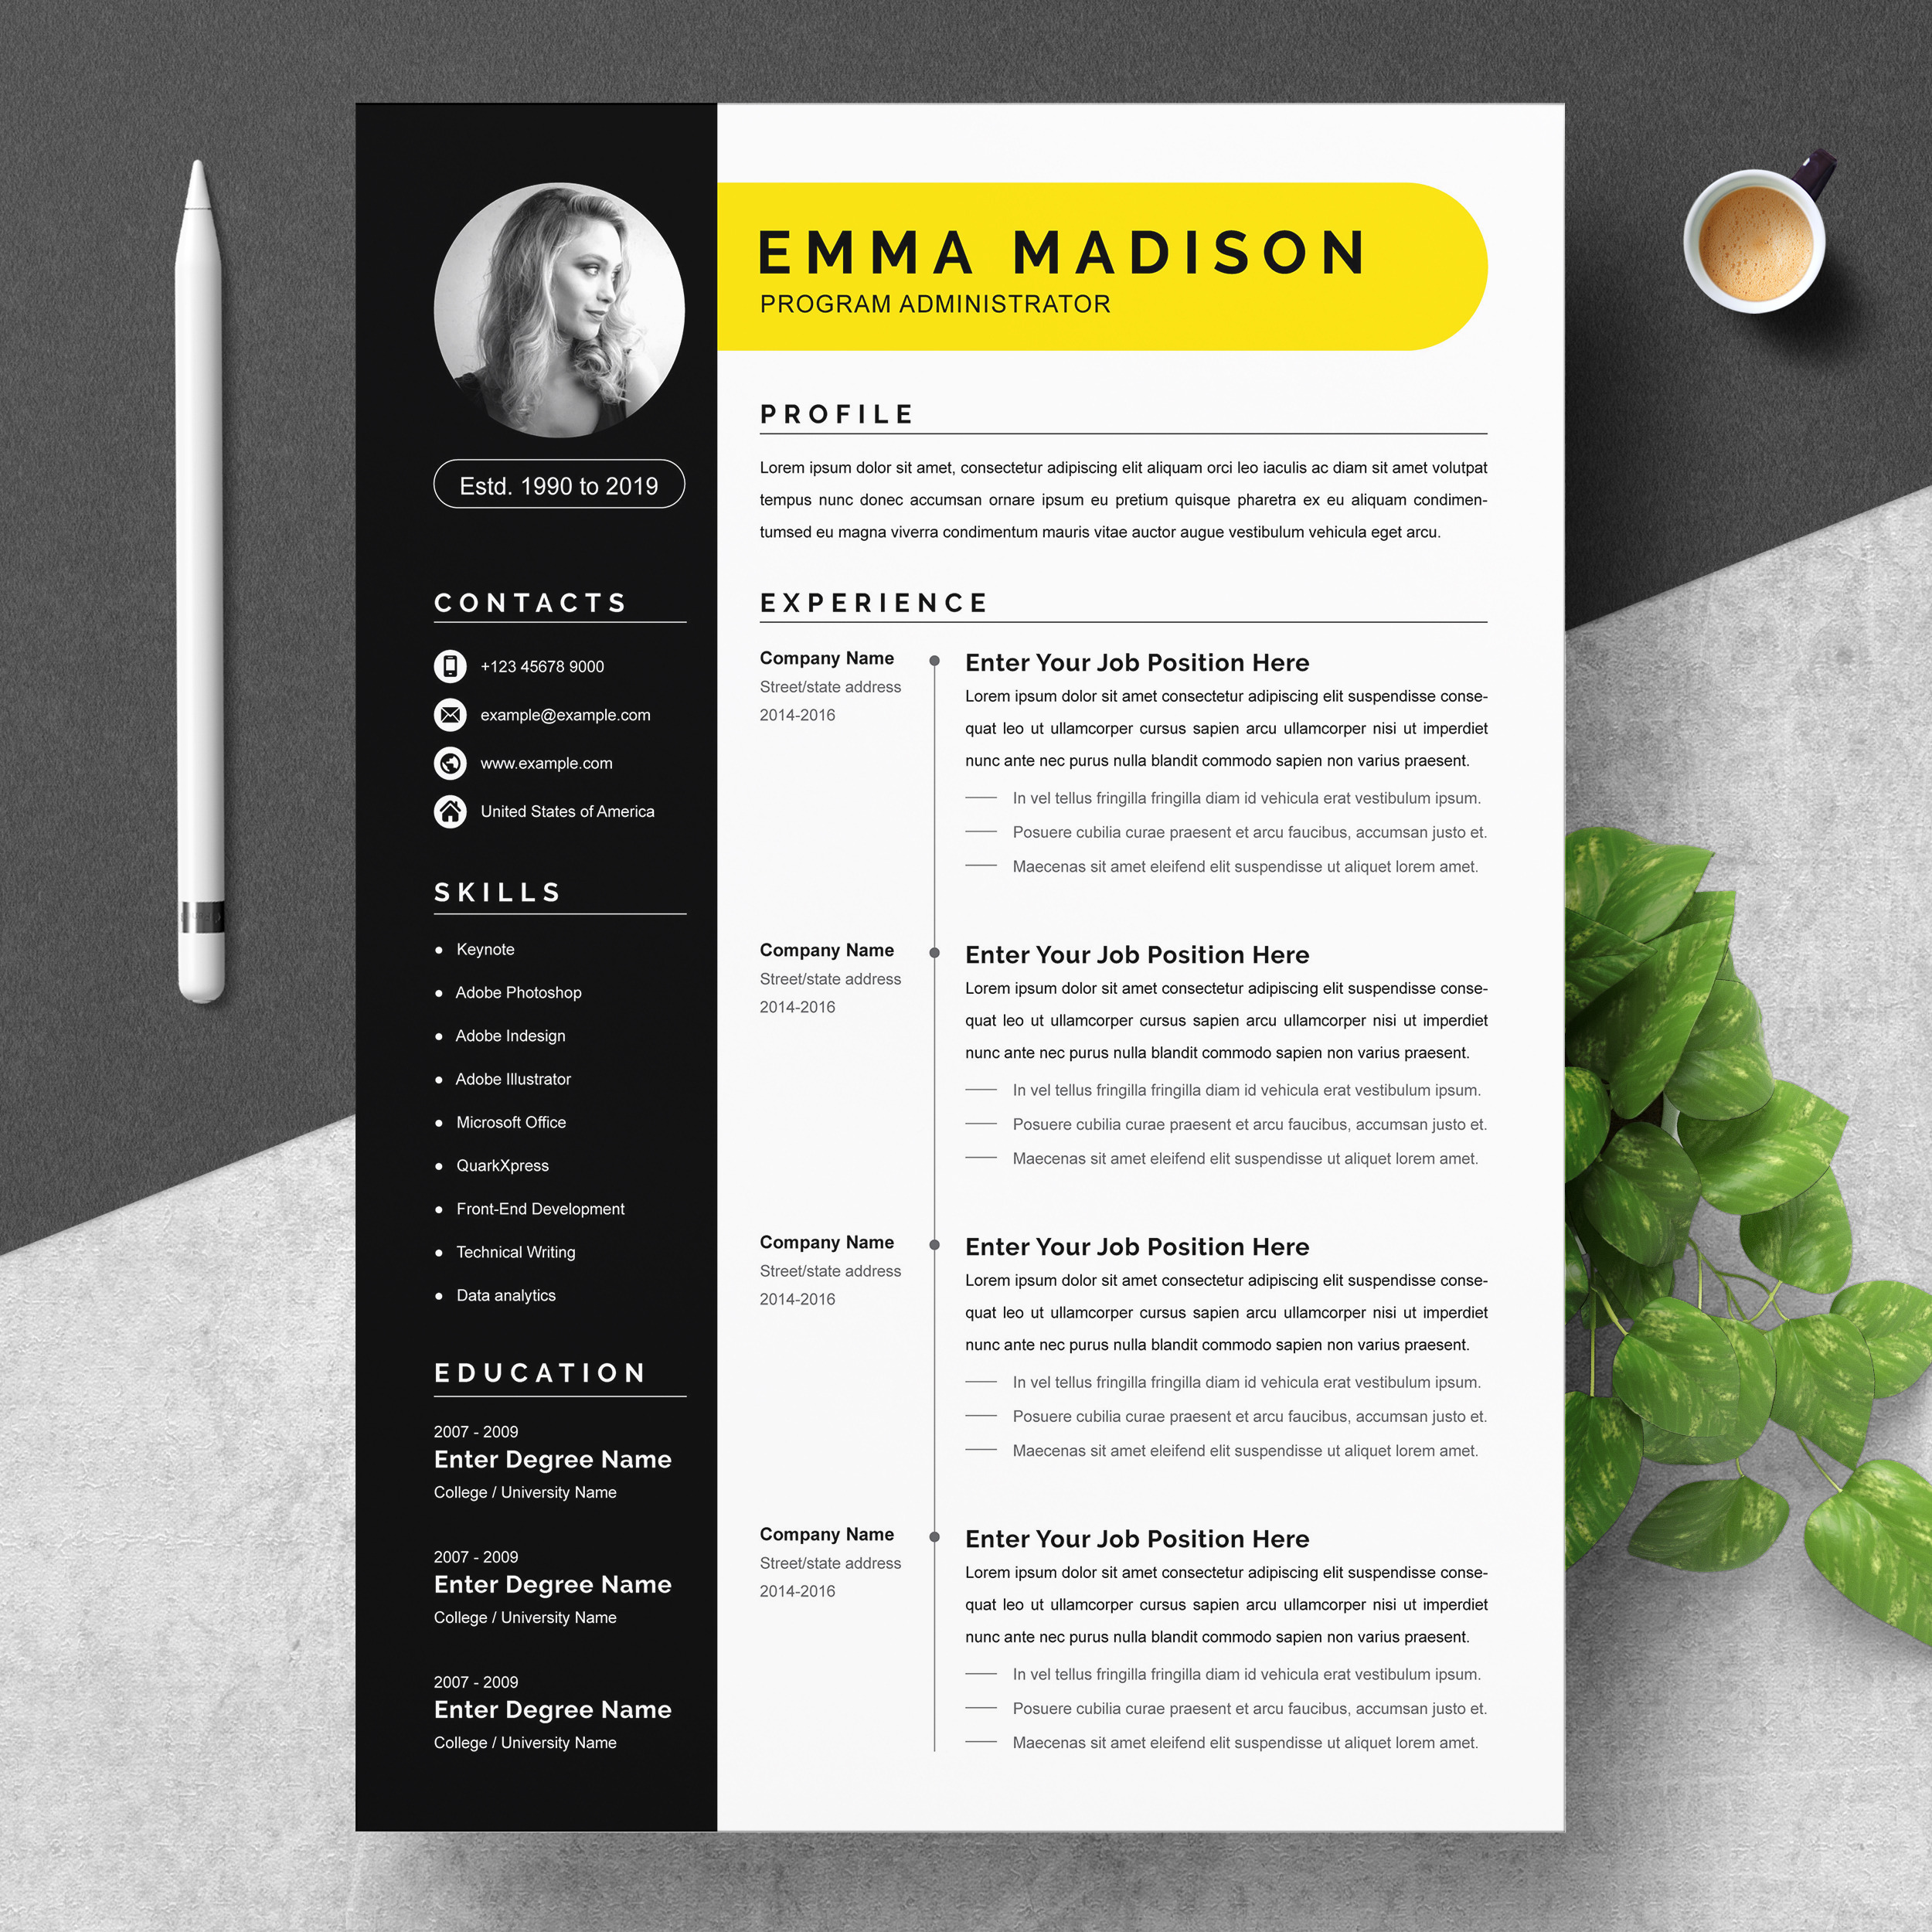 EMMA MADISON
PROGRAM ADMINISTRATOR
Estd. 1990 to 2019
CONTACTS
+123 45678 9000
example@example.com
www.example.com
United States of America
SKILLS
Keynote
Adobe Photoshop
Adobe Indesign
Adobe Illustrator
Microsoft Office
QuarkXpress
Front-End Development
Technical Writing
Data analytics
EDUCATION
2007 - 2009
Enter Degree Name
College / University Name
2007 - 2009
Enter Degree Name
College / University Name
2007 - 2009
Enter Degree Name
College / University Name
PROFILE
Lorem ipsum dolor sit amet, consectetur adipiscing elit aliquam orci leo iaculis ac diam sit amet volutpat
tempus nunc donec accumsan ornare ipsum eu pretium quisque pharetra ex eu aliquam condimen-
tumsed eu magna viverra condimentum mauris vitae auctor augue vestibulum vehicula eget arcu.
EXPERIENCE
Company Name
Street/state address
2014-2016
Enter Your Job Position Here
Lorem ipsum dolor sit amet consectetur adipiscing elit suspendisse conse-
quat leo ut ullamcorper cursus sapien arcu ullamcorper nisi ut imperdiet
nunc ante nec purus nulla blandit commodo sapien non varius praesent.
In vel tellus fringilla fringilla diam id vehicula erat vestibulum ipsum.
Posuere cubilia curae praesent et arcu faucibus, accumsan justo et.
Maecenas sit amet eleifend elit suspendisse ut aliquet lorem amet.
Company Name
Street/state address
2014-2016
Enter Your Job Position Here
Lorem ipsum dolor sit amet consectetur adipiscing elit suspendisse conse-
quat leo ut ullamcorper cursus sapien arcu ullamcorper nisi ut imperdiet
nunc ante nec purus nulla blandit commodo sapien non varius praesent.
In vel tellus fringilla fringilla diam id vehicula erat vestibulum ipsum.
Posuere cubilia curae praesent et arcu faucibus, accumsan justo et.
Maecenas sit amet eleifend elit suspendisse ut aliquet lorem amet.
Company Name
Street/state address
2014-2016
Enter Your Job Position Here
Lorem ipsum dolor sit amet consectetur adipiscing elit suspendisse conse-
quat leo ut ullamcorper cursus sapien arcu ullamcorper nisi ut imperdiet
nunc ante nec purus nulla blandit commodo sapien non varius praesent.
In vel tellus fringilla fringilla diam id vehicula erat vestibulum ipsum.
Posuere cubilia curae praesent et arcu faucibus, accumsan justo et.
Maecenas sit amet eleifend elit suspendisse ut aliquet lorem amet.
Company Name
Street/state address
2014-2016
Enter Your Job Position Here
Lorem ipsum dolor sit amet consectetur adipiscing elit suspendisse conse-
quat leo ut ullamcorper cursus sapien arcu ullamcorper nisi ut imperdiet
nunc ante nec purus nulla blandit commodo sapien non varius praesent.
In vel tellus fringilla fringilla diam id vehicula erat vestibulum ipsum.
Posuere cubilia curae praesent et arcu faucibus, accumsan justo et.
Maecenas sit amet eleifend elit suspendisse ut aliquet lorem amet.